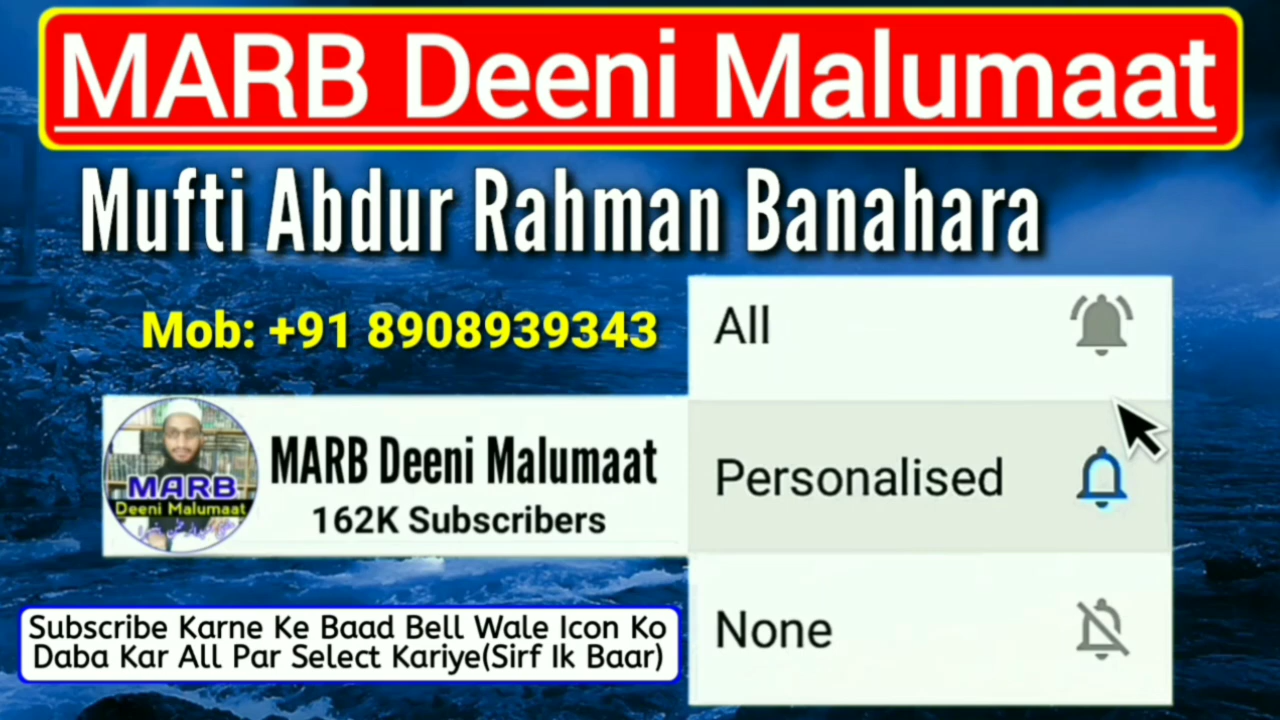 MARB Deeni Malumaat
Mufti Abdur Rahman Banahara
Mob: +91 8908939343
All
MARB Deeni Malumaat
162K Subscribers
MARB
Deeni Malumaat
Personalised
None
Subscribe Karne Ke Baad Bell Wale Icon Ko
Daba Kar All Par Select Kariye(Sirf Ik Baar)